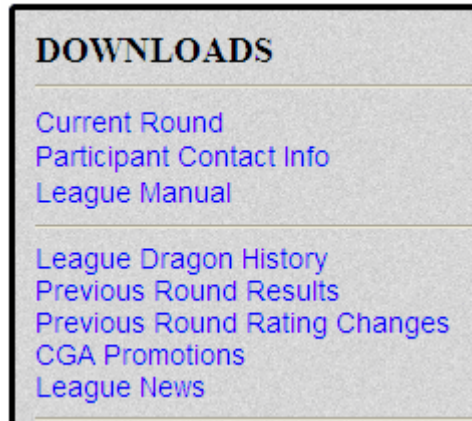 DOWNLOADS
Current Round
Participant Contact Info
League Manual
League Dragon History
Previous Round Results
Previous Round Rating Changes
CGA Promotions
League News